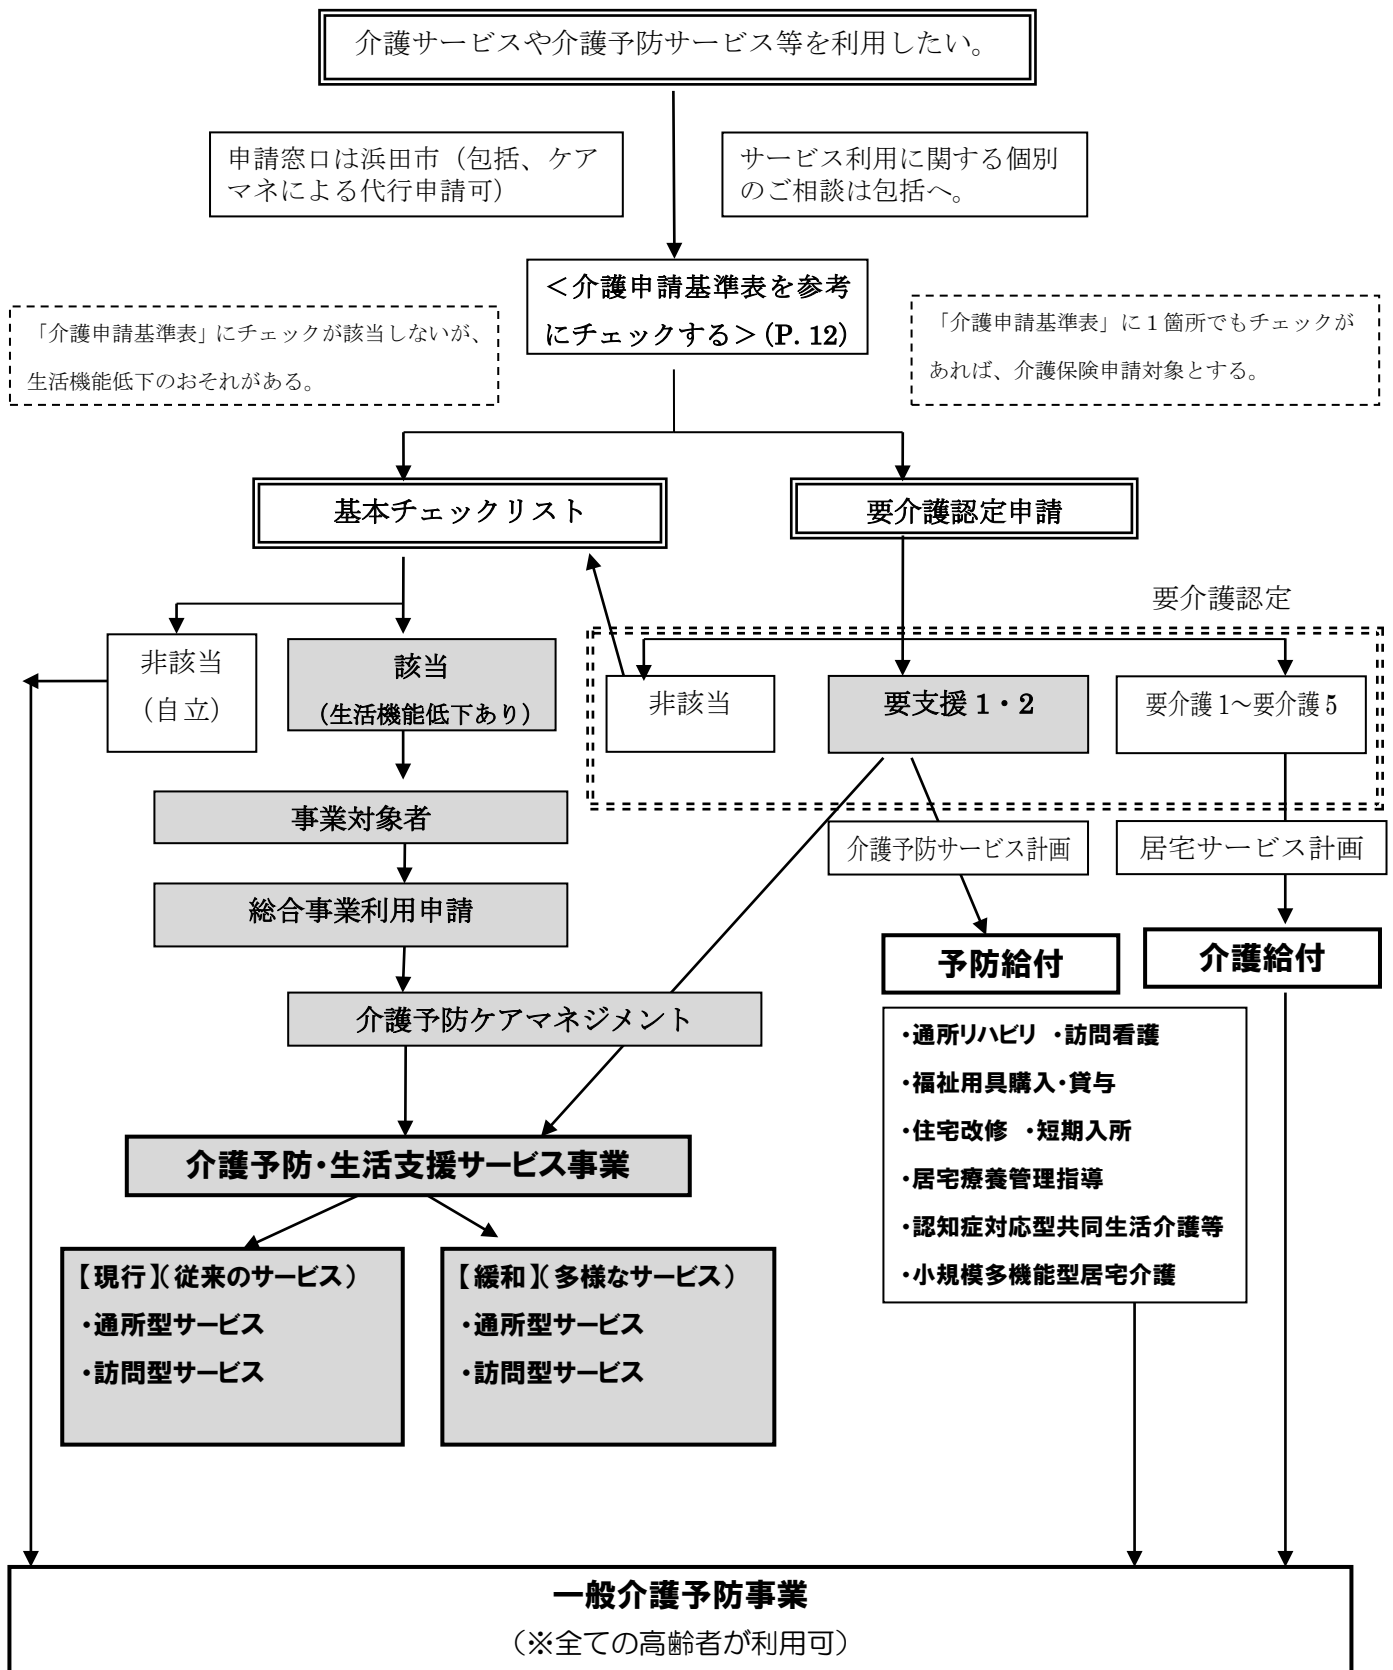 介護サービスや介護予防サービス等を利用したい。
申請窓口は浜田市（包括、ケア
マネによる代行申請可）
サービス利用に関する個別
のご相談は包括へ。
＜介護申請基準表を参考
にチェックする＞(P. 12)
「介護申請基準表」にチェックが該当しないが、
生活機能低下のおそれがある。
「介護申請基準表」に１箇所でもチェックが
あれば、介護保険申請対象とする。
基本チェックリスト
要介護認定申請
要介護認定
非該当
（自立）
該当
（生活機能低下あり）
非該当
要支援 1・2
要介護 1～要介護 5
事業対象者
介護予防サービス計画
居宅サービス計画
総合事業利用申請
予防給付
介護給付
介護予防ケアマネジメント
・通所リハビリ ・訪問看護
・福祉用具購入・貸与
・住宅改修 ・短期入所
・居宅療養管理指導
・認知症対応型共同生活介護等
・小規模多機能型居宅介護
介護予防・生活支援サービス事業
【現行】（従来のサービス）
・通所型サービス
・訪問型サービス
【緩和】（多様なサービス）
・通所型サービス
・訪問型サービス
一般介護予防事業
（※全ての高齢者が利用可）